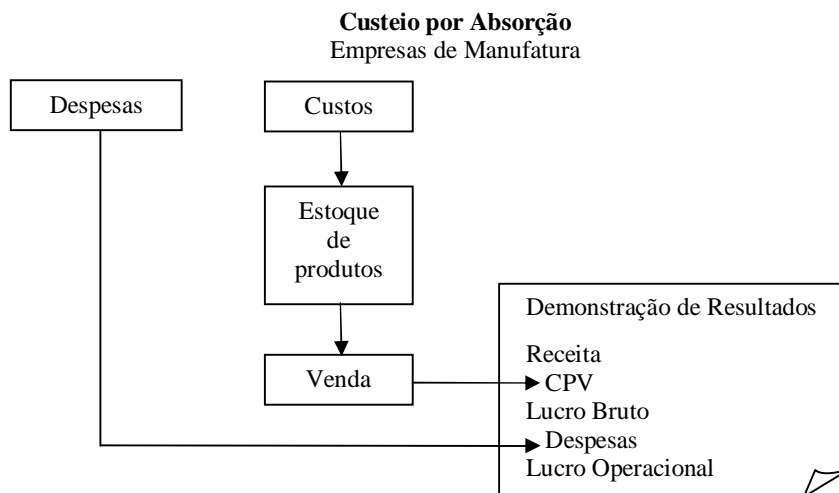 Custeio por Absorção
Empresas de Manufatura
Despesas
Custos
Estoque
de
produtos
Venda
Demonstração de Resultados
Receita
CPV
Lucro Bruto
Despesas
Lucro Operacional